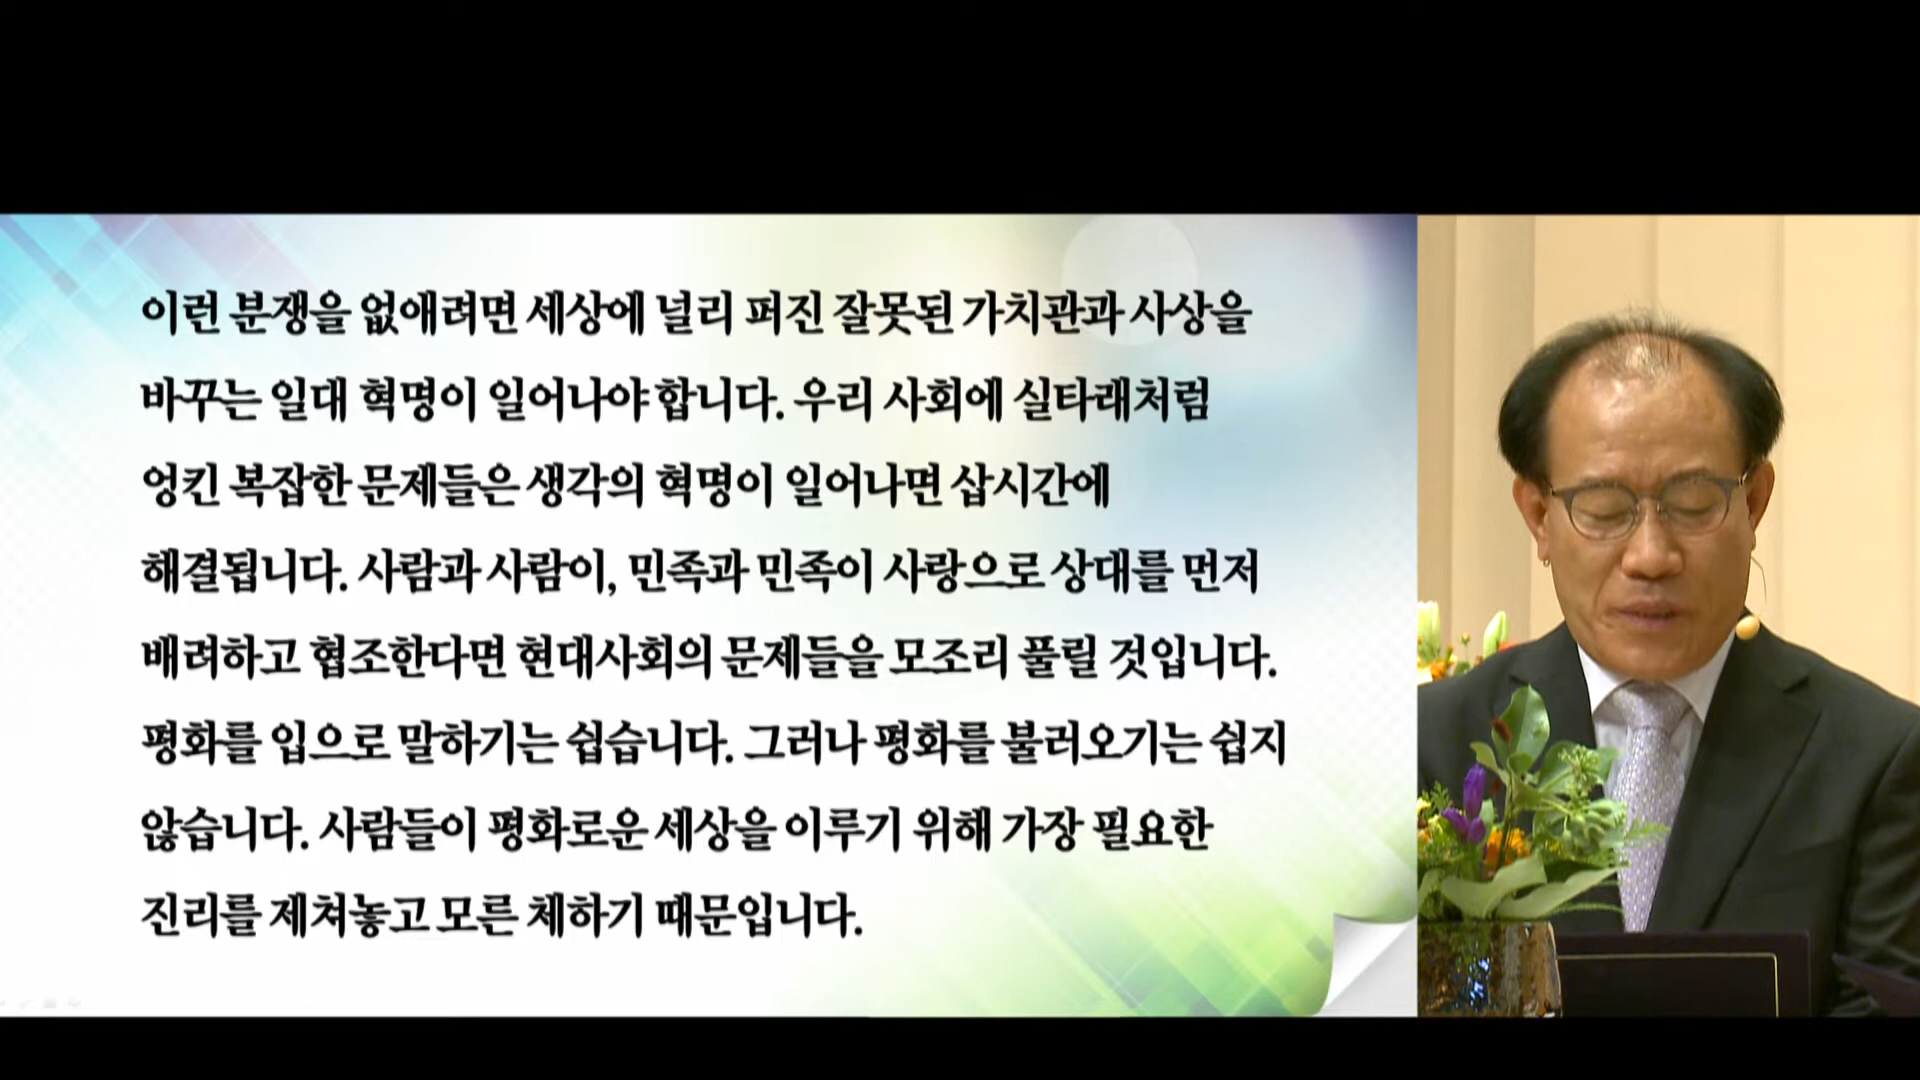 이런 분쟁을 없애려면 세상에 널리 퍼진 잘못된 가치관과 사상을
바꾸는 일대 혁명이 일어나야 합니다. 우리 사회에 실타래처럼
엉킨 복잡한 문제들은 생각의 혁명이 일어나면 삽시간에
해결됩니다. 사람과 사람이, 민족과 민족이 사랑으로 상대를 먼저
배려하고 협조한다면 현대사회의 문제들을 모조리 풀릴 것입니다.
평화를 입으로 말하기는 쉽습니다. 그러나 평화를 불러오기는 쉽지
않습니다. 사람들이 평화로운 세상을 이루기 위해 가장 필요한
진리를 제쳐놓고 모른 체하기 때문입니다.